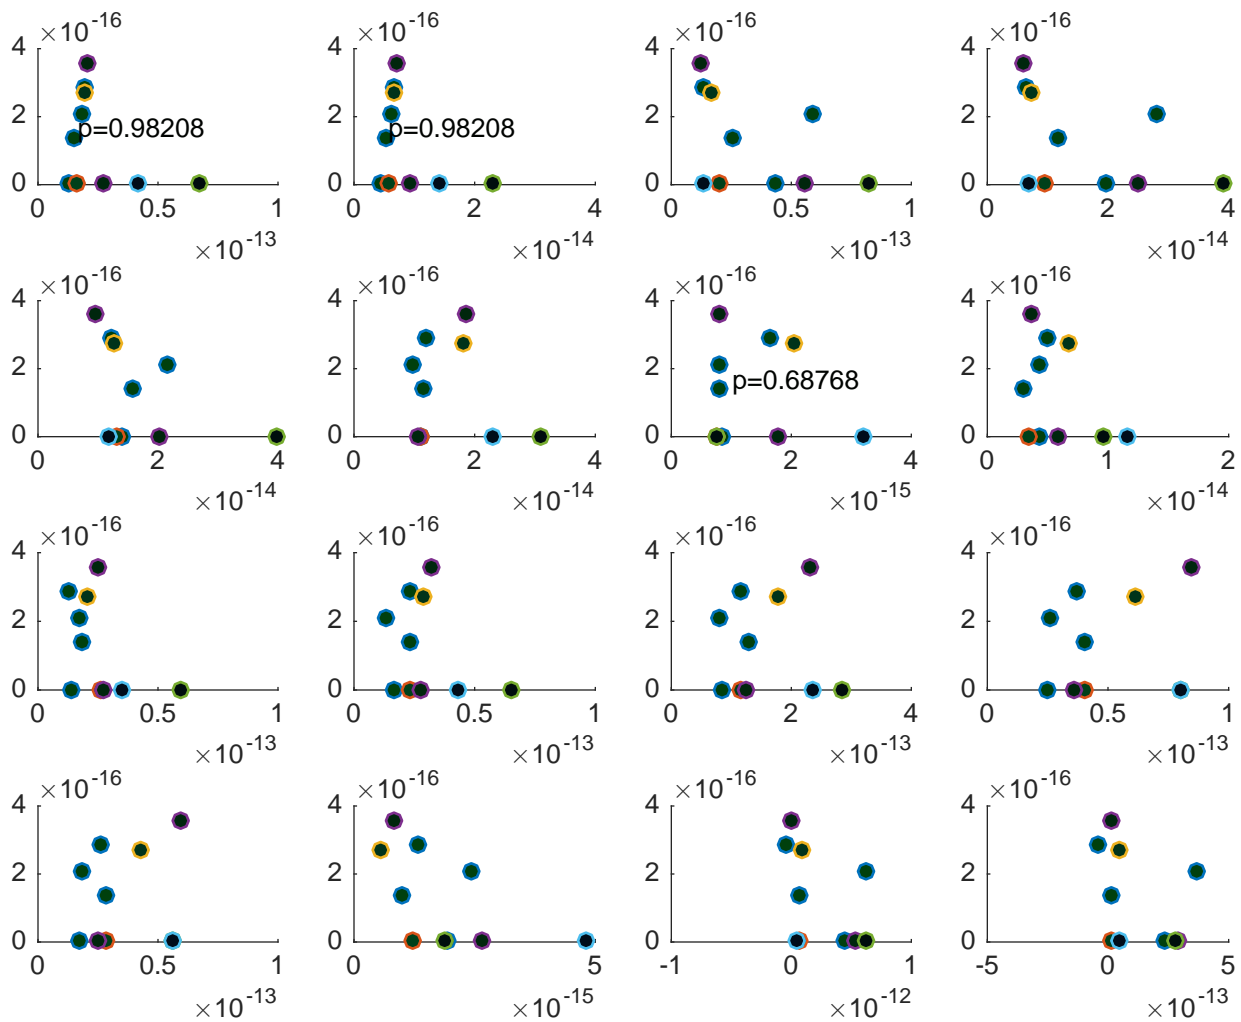 ×10-16 ×10-16 ×10-16 ×10-16
4 4 4 4
2 2 2 2
p=0.98208 p=0.98208
0 0 0 0
0 0.5 1 0 2 4 0 0.5 1 0 2 4
×10-13 ×10-14 ×10-13 ×10-14
×10-16 ×10-16 ×10-16 ×10-16
4 4 4 4
2 2 2 2
p=0.68768
0 0 0 0
0 2 4 0 2 4 0 2 4 0 1 2
×10-14 ×10-14 ×10-15 ×10-14
×10-16 ×10-16 ×10-16 ×10-16
4 4 4 4
2 2 2 2
0 0 0 0
0 0.5 1 0 0.5 1 0 2 4 0 0.5 1
×10-13 ×10-13 ×10-13 ×10-13
×10-16 ×10-16 ×10-16 ×10-16
4 4 4 4
2 2 2 2
0 0 0 0
0 0.5 1 0 5 -1 0 1 -5 0 5
×10-13 ×10-15 ×10-12 ×10-13